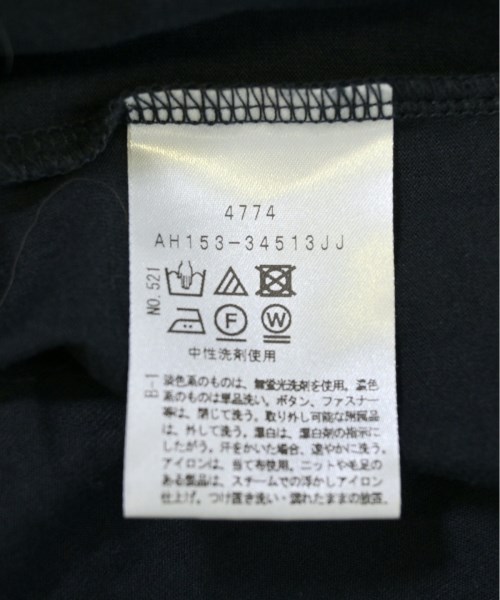 4774
AH153-34513JJ
NO.521
F
W
中性洗剤使用
B-1
淡色系のものは、無蛍光洗剤を使用。濃色
系のものは単品洗い。ボタン、ファスナー
等は、閉じて洗う。取り外し可能な附属品
は、外して洗う。漂白は、漂白剤の指示に
したがう。汗をかいた場合、速やかに洗う。
アイロンは、当て布使用。ニットや毛足の
ある製品は、スチームでの浮かしアイロン
仕上げ。つけ置き洗い・濡れたままの放置